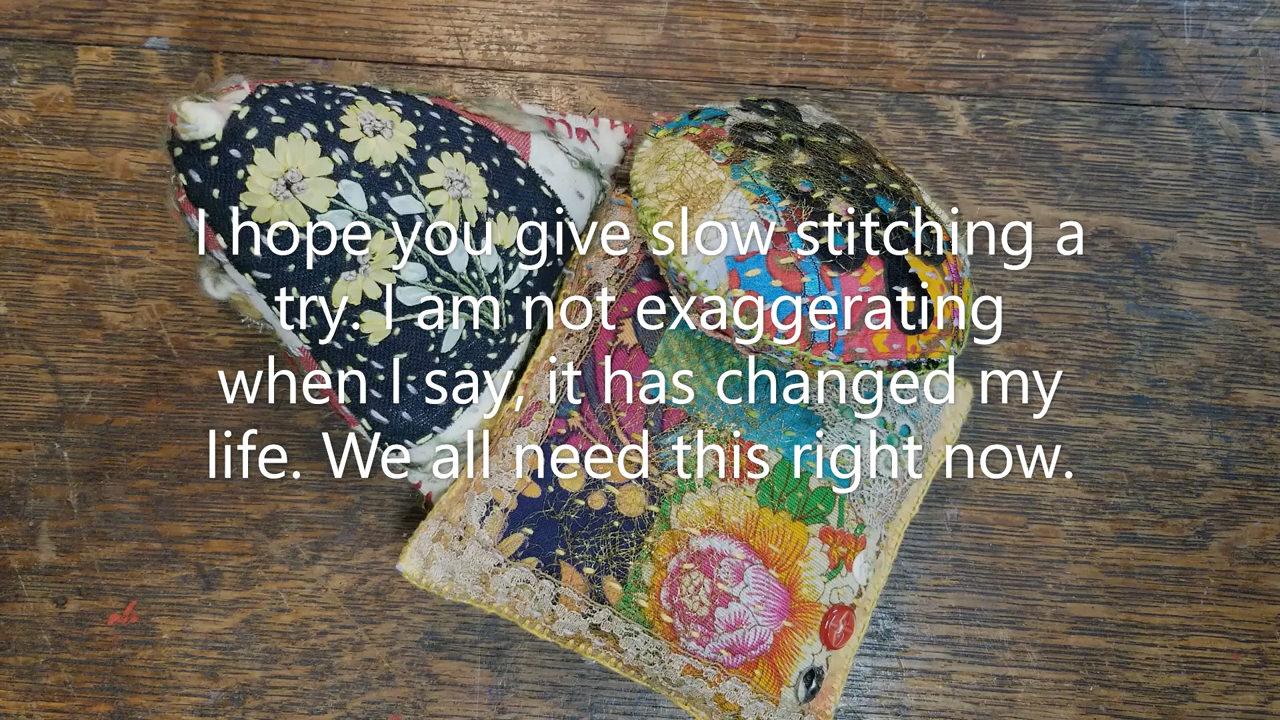 I hope you give slow stitching a
try. I am not exaggerating
when I say, it has changed my
life. We all need this right now.